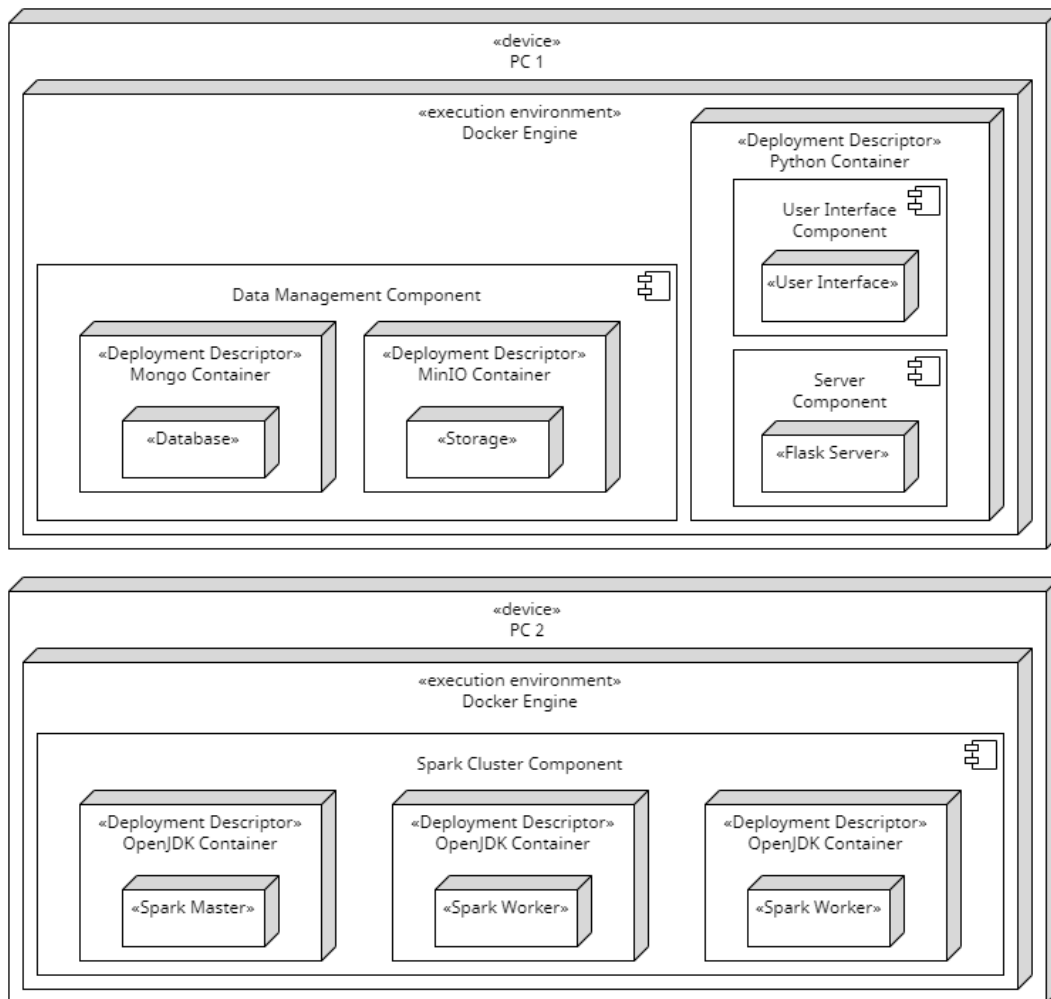 «device»
PC 1
«execution environment»
Docker Engine
«Deployment Descriptor»
Python Container
User Interface
Component
«User Interface»
Data Management Component
«Deployment Descriptor»
Mongo Container
«Database»
«Deployment Descriptor»
MinIO Container
«Storage»
Server
Component
«Flask Server»
«device»
PC 2
«execution environment»
Docker Engine
Spark Cluster Component
«Deployment Descriptor»
OpenJDK Container
«Spark Master»
«Deployment Descriptor»
OpenJDK Container
«Spark Worker»
«Deployment Descriptor»
OpenJDK Container
«Spark Worker»